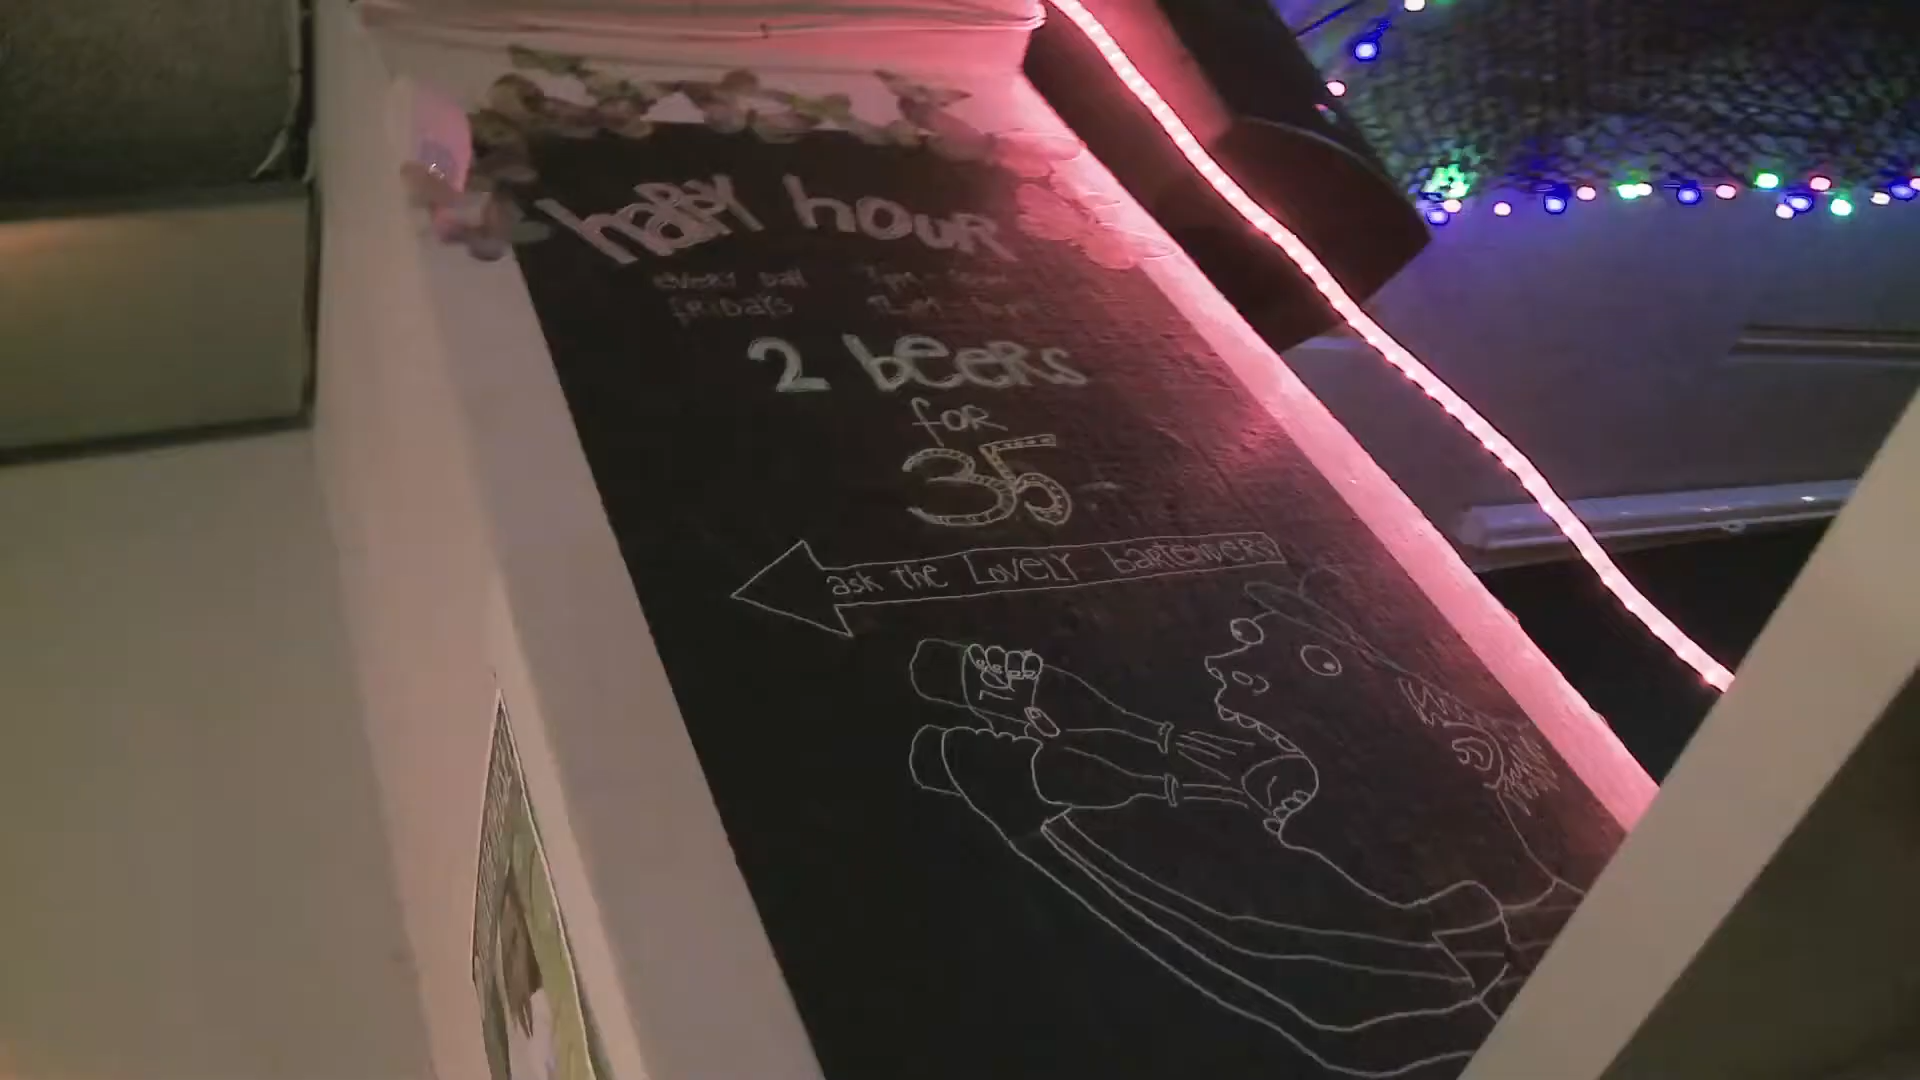 happy hour
every day
fridays
2 beers
for
35
ask the Lovely bartenders